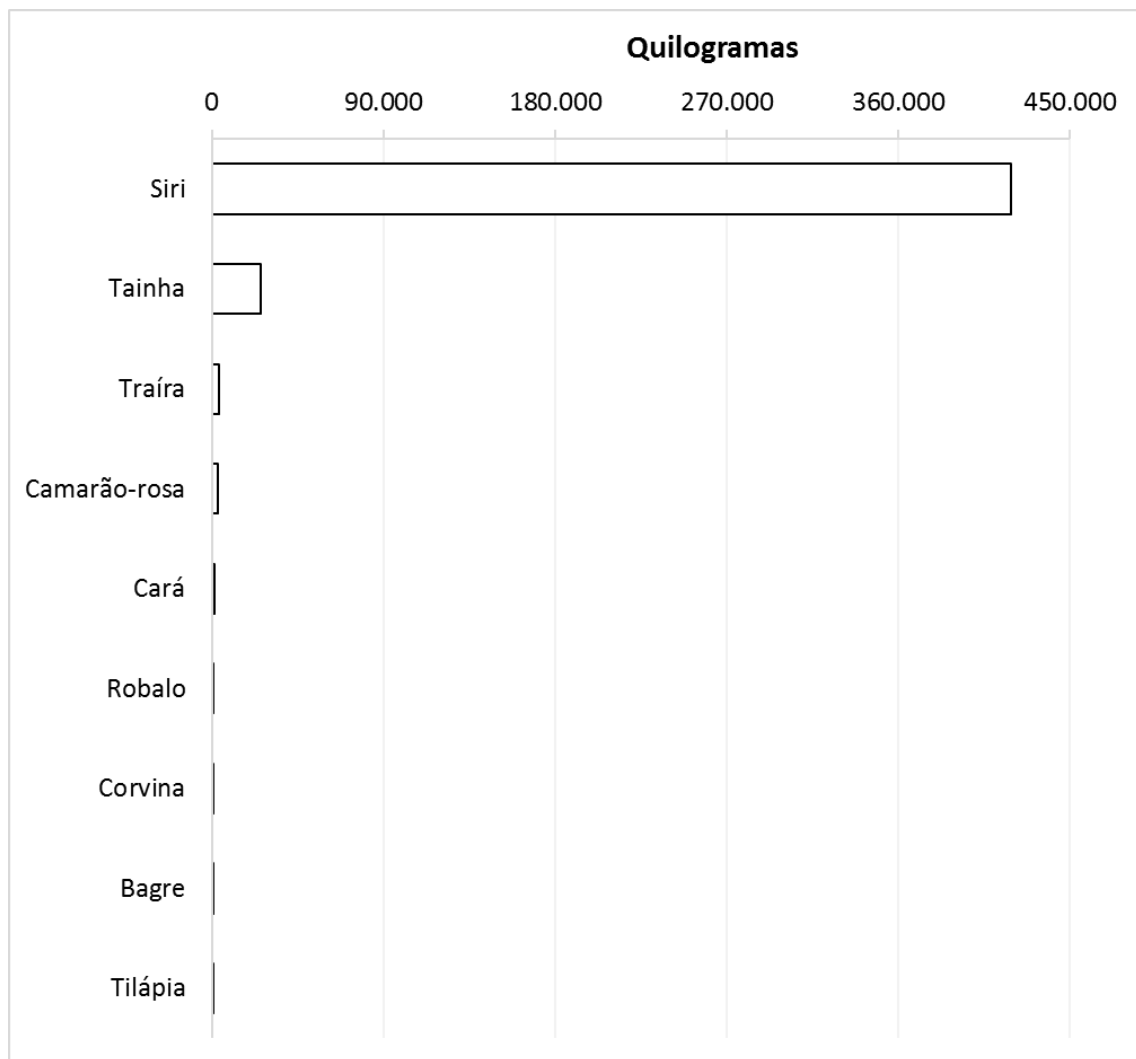 Quilogramas
0 90.000 180.000 270.000 360.000 450.000
Siri
Tainha
Traíra
Camarão-rosa
Cará
Robalo
Corvina
Bagre
Tilápia